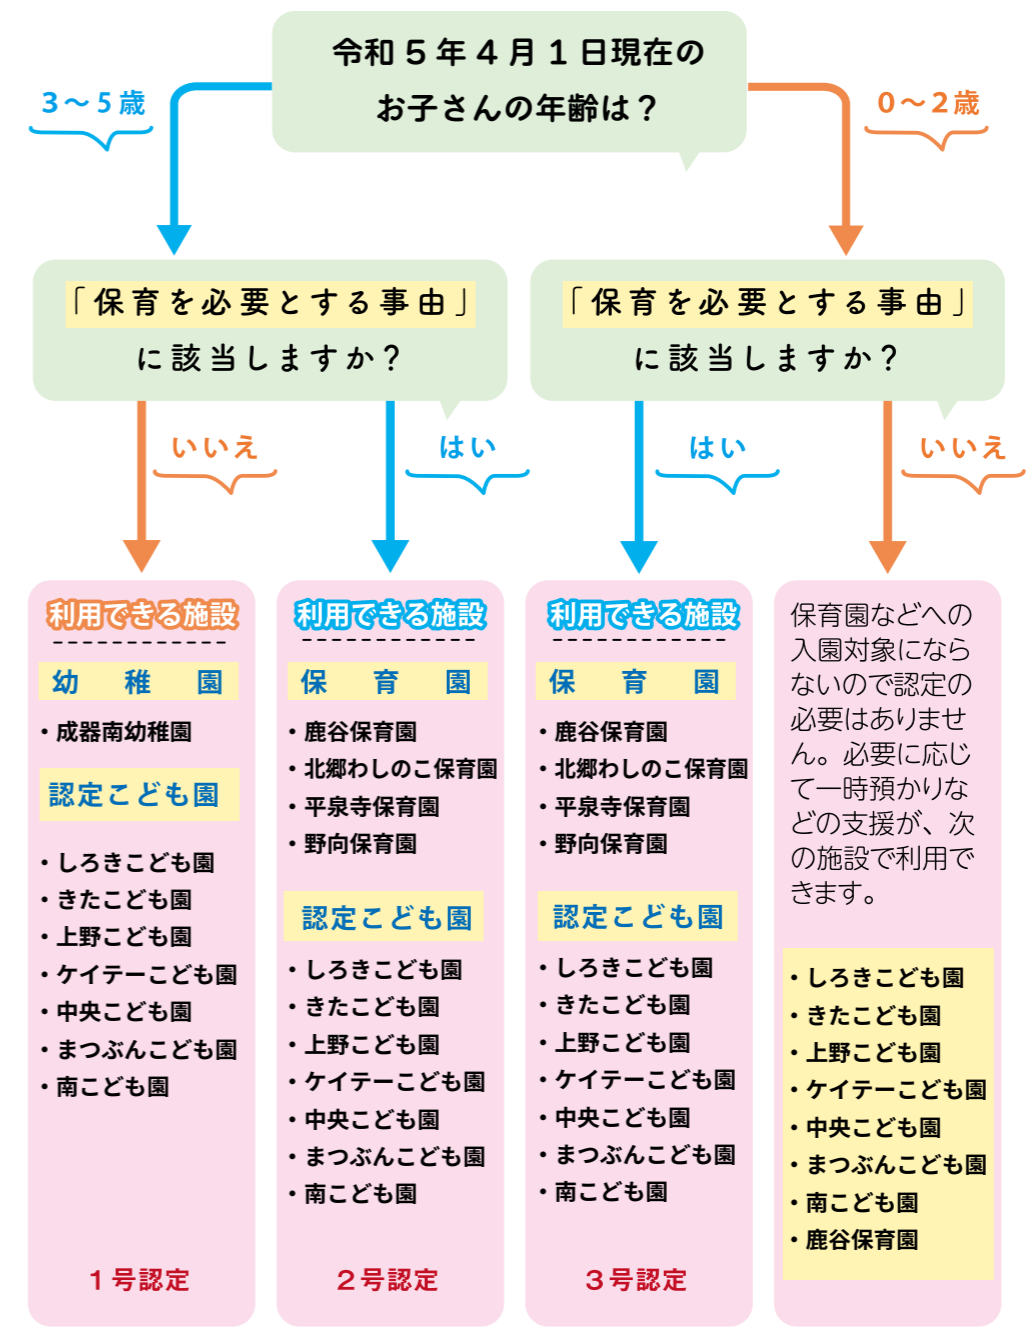 令和5年4月1日現在の
お子さんの年齢は？
3～5歳
0～2歳
「保育を必要とする事由」
に該当しますか？
「保育を必要とする事由」
に該当しますか？
いいえ
はい
はい
いいえ
利用できる施設
幼稚園
・成器南幼稚園
認定こども園
・しろきこども園
・きたこども園
・上野こども園
・ケイテーこども園
・中央こども園
・まつぶんこども園
・南こども園
1号認定
利用できる施設
保育園
・鹿谷保育園
・北郷わしのこ保育園
・平泉寺保育園
・野向保育園
認定こども園
・しろきこども園
・きたこども園
・上野こども園
・ケイテーこども園
・中央こども園
・まつぶんこども園
・南こども園
2号認定
利用できる施設
保育園
・鹿谷保育園
・北郷わしのこ保育園
・平泉寺保育園
・野向保育園
認定こども園
・しろきこども園
・きたこども園
・上野こども園
・ケイテーこども園
・中央こども園
・まつぶんこども園
・南こども園
3号認定
保育園などへの
入園対象になら
ないので認定の
必要はありませ
ん。必要に応じ
て一時預かりな
どの支援が、次
の施設で利用で
きます。
・しろきこども園
・きたこども園
・上野こども園
・ケイテーこども園
・中央こども園
・まつぶんこども園
・南こども園
・鹿谷保育園